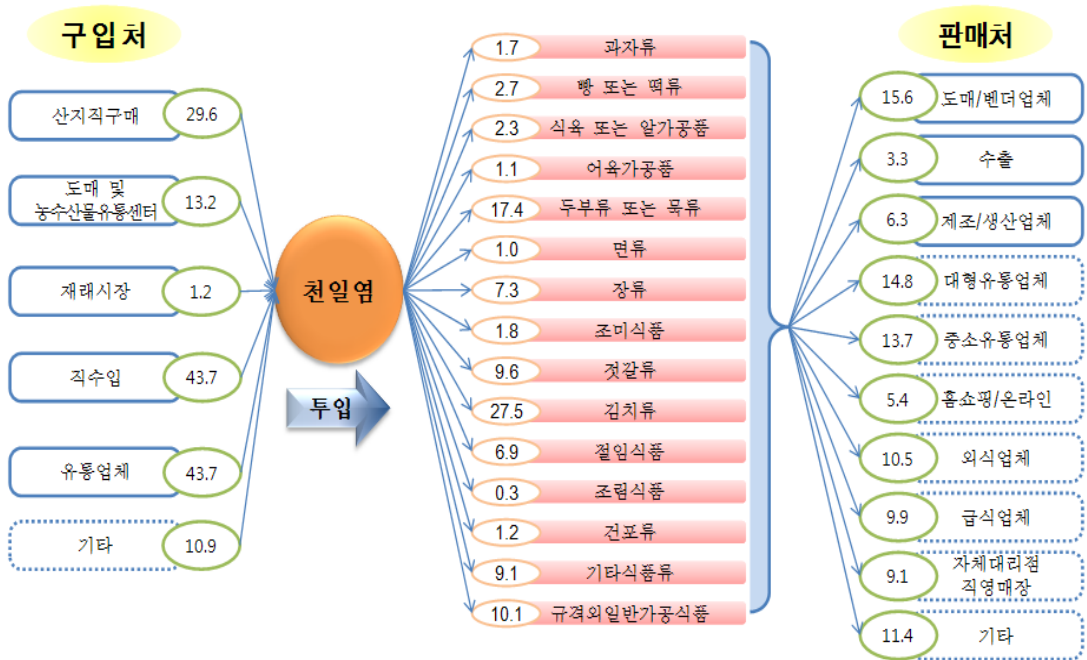 구입처
산지직구매
29.6
도매 및
농수산물유통센터
13.2
재래시장
1.2
직수입
43.7
유통업체
43.7
기타
10.9
천일염
투입
1.7
과자류
2.7
빵 또는 떡류
2.3
식육 또는 알가공품
1.1
어육가공품
17.4
두부류 또는 묵류
1.0
면류
7.3
장류
1.8
조미식품
9.6
젓갈류
27.5
김치류
6.9
절임식품
0.3
조림식품
1.2
건포류
9.1
기타식품류
10.1
규격외일반가공식품
판매처
15.6
도매/벤더업체
3.3
수출
6.3
제조/생산업체
14.8
대형유통업체
13.7
중소유통업체
5.4
홈쇼핑/온라인
10.5
외식업체
9.9
급식업체
9.1
자체대리점
직영매장
11.4
기타